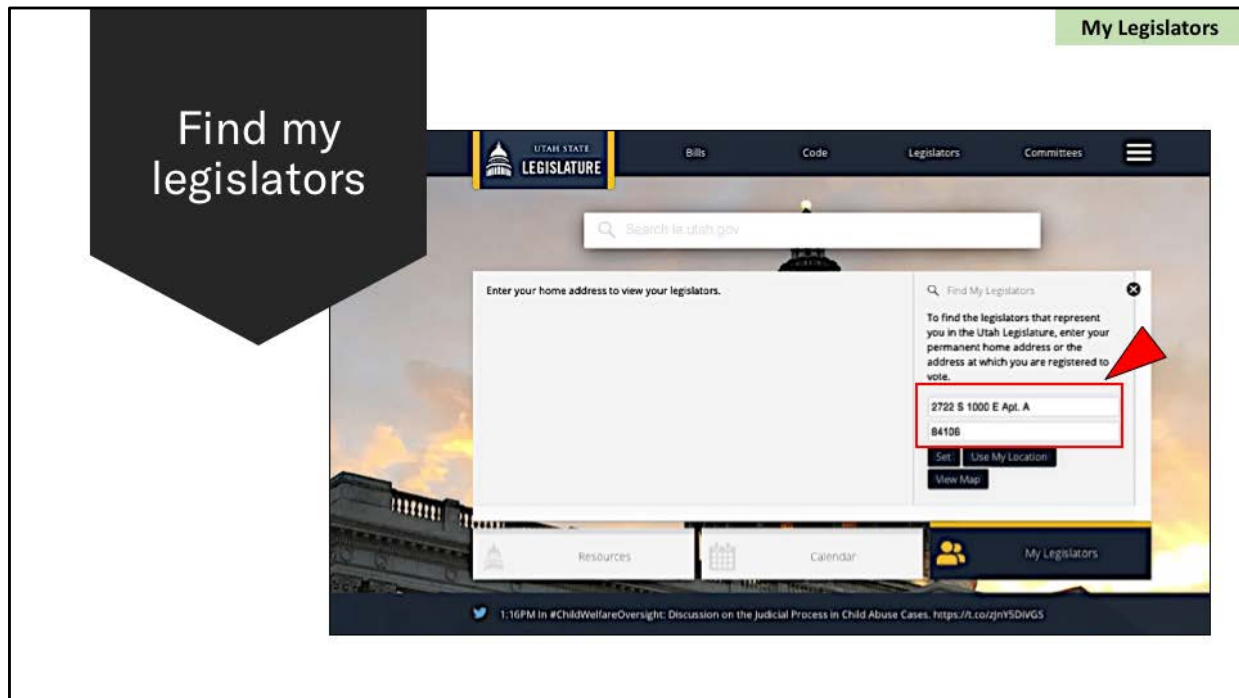 My Legislators
Find my
legislators
UTAH STATE
LEGISLATURE
Bills
Code
Legislators
Committees
Search le.utah.gov
Enter your home address to view your legislators.
Find My Legislators
To find the legislators that represent
you in the Utah Legislature, enter your
permanent home address or the
address at which you are registered to
vote.
2722 S 1000 E Apt. A
84106
Set
Use My Location
View Map
Resources
Calendar
My Legislators
1:16PM In #ChildWelfareOversight: Discussion on the Judicial Process in Child Abuse Cases.